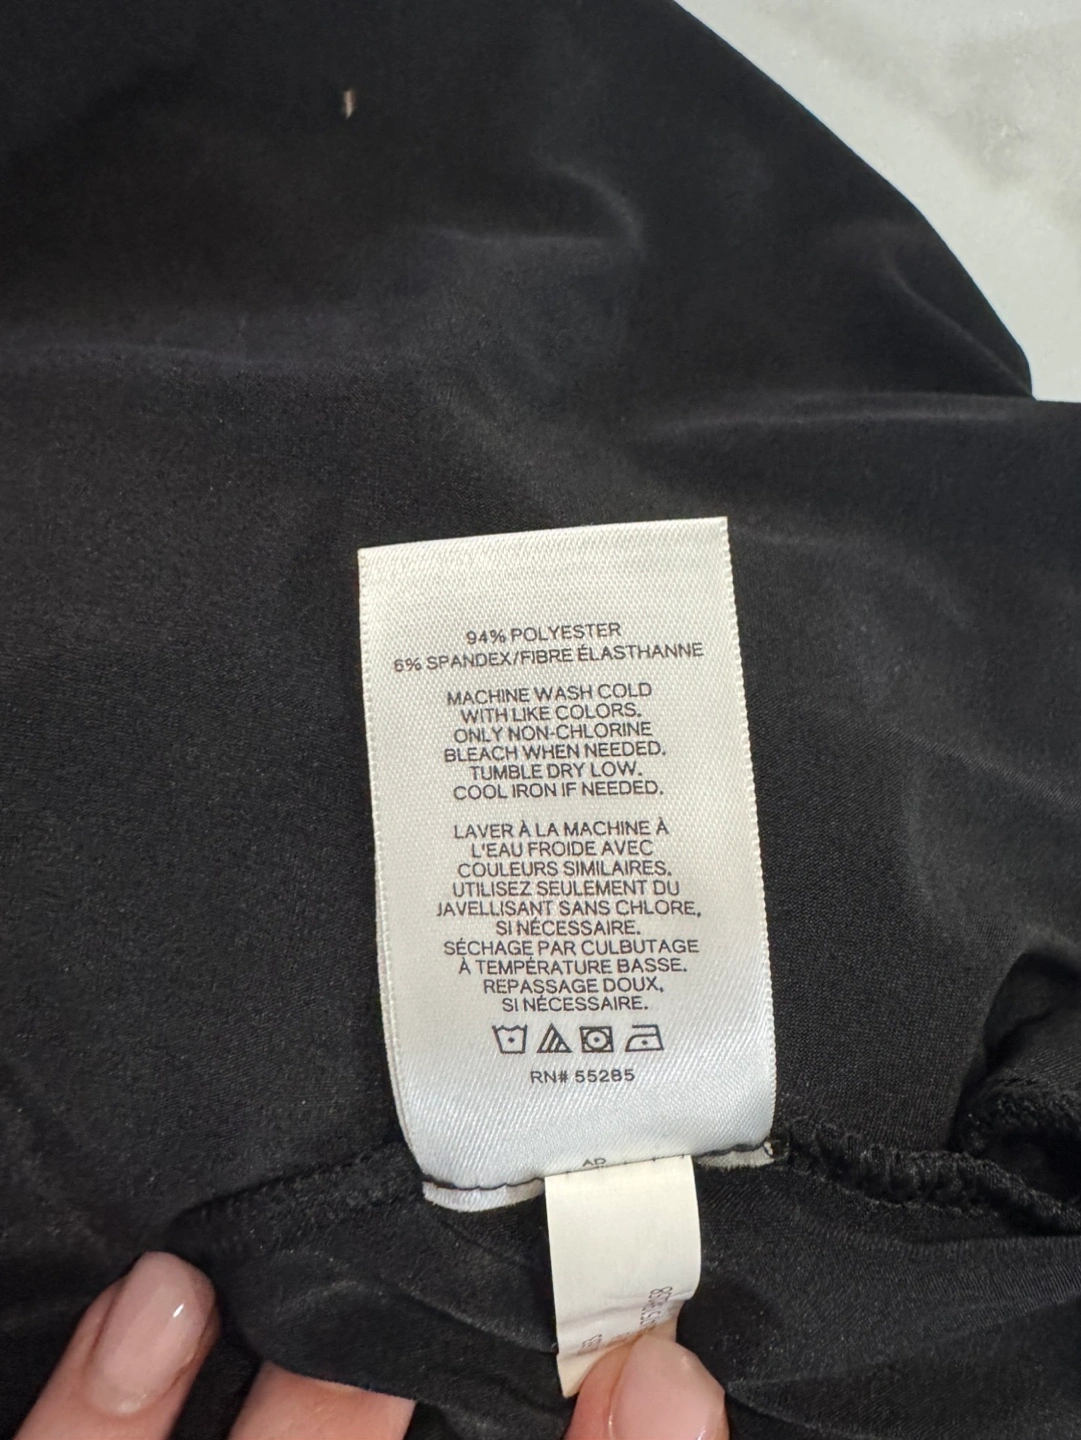 94% POLYESTER
6% SPANDEX/FIBRE ÉLASTHANNE
MACHINE WASH COLD
WITH LIKE COLORS.
ONLY NON-CHLORINE
BLEACH WHEN NEEDED.
TUMBLE DRY LOW.
COOL IRON IF NEEDED.
LAVER À LA MACHINE À
L'EAU FROIDE AVEC
COULEURS SIMILAIRES.
UTILISEZ SEULEMENT DU
JAVELLISANT SANS CHLORE,
SI NÉCESSAIRE.
SÉCHAGE PAR CULBUTAGE
À TEMPÉRATURE BASSE.
REPASSAGE DOUX,
SI NÉCESSAIRE.
RN# 55285
AD